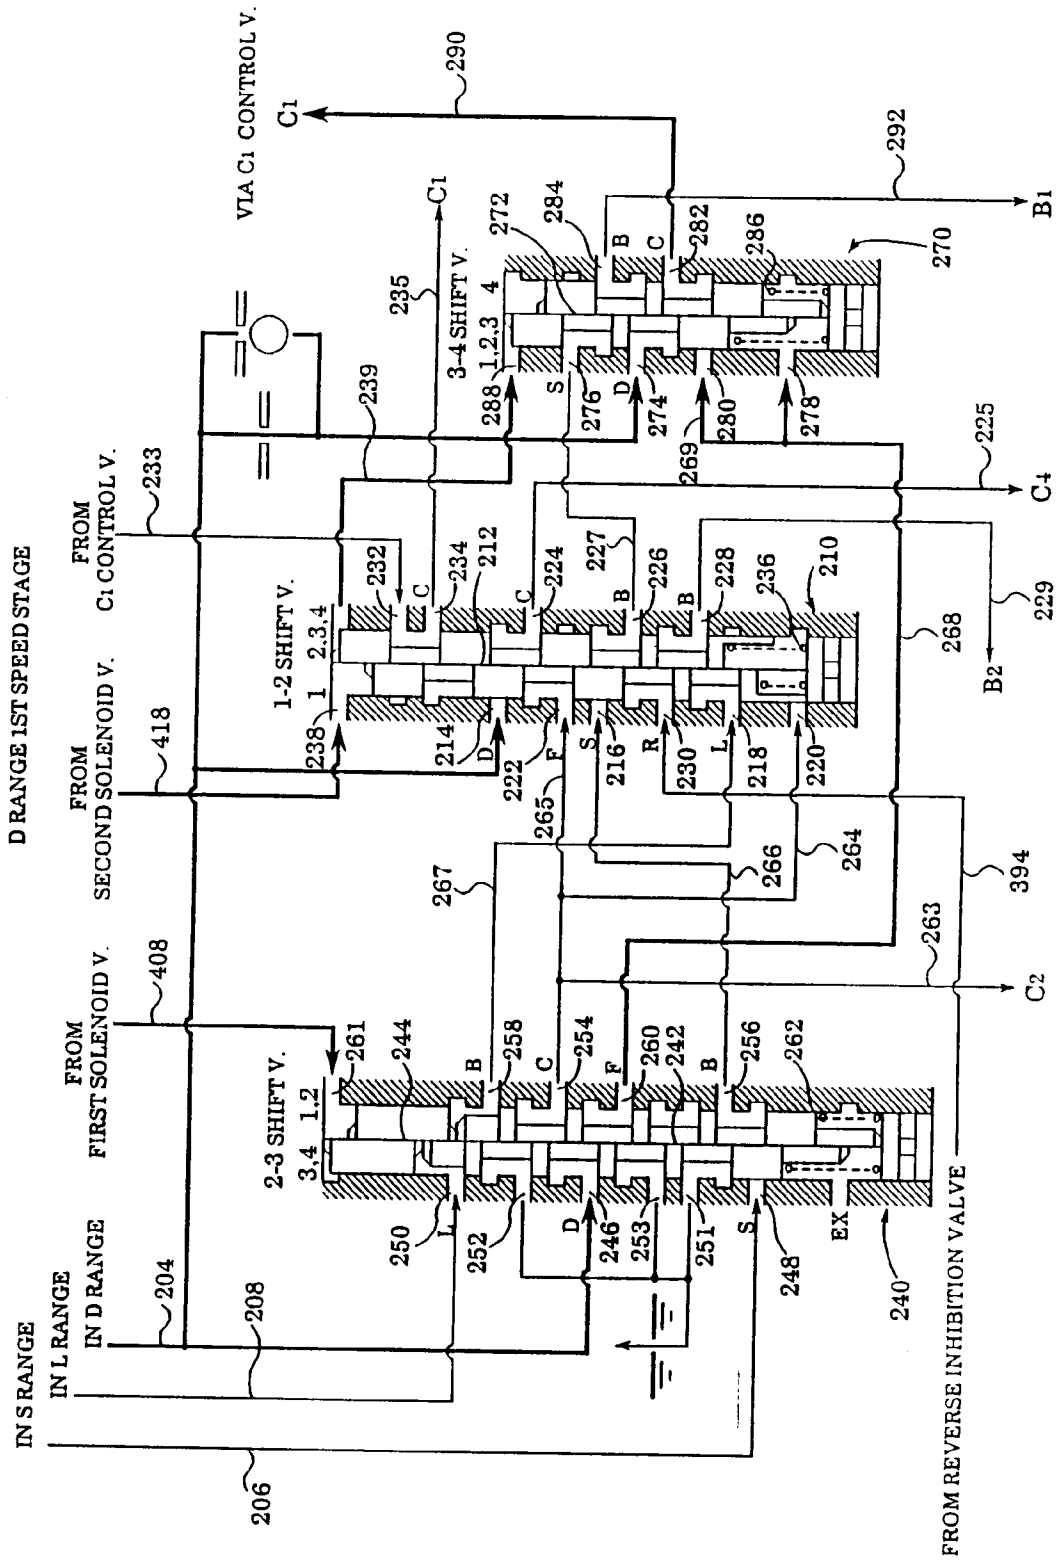 D RANGE 1ST SPEED STAGE
IN S RANGE
IN L RANGE
IN D RANGE
204
208
206
FROM
FIRST SOLENOID V.
408
FROM
SECOND SOLENOID V.
418
FROM
C1 CONTROL V.
233
VIA C1 CONTROL V.
C1
290
2-3 SHIFT V.
3,4
1,2
261
244
250
L
252
D
246
253
251
S
248
EX
240
B
258
C
254
F
260
242
B
256
262
267
265
266
264
263
C2
394
FROM REVERSE INHIBITION VALVE
1-2 SHIFT V.
1
2,3,4
238
214
D
222
F
S
216
R
230
L
218
220
232
C
234
212
C
224
B
226
B
228
236
210
239
235
C1
227
229
B2
268
225
C4
269
3-4 SHIFT V.
1,2,3
4
288
S
276
D
274
280
278
272
284
B
C
282
286
270
292
B1